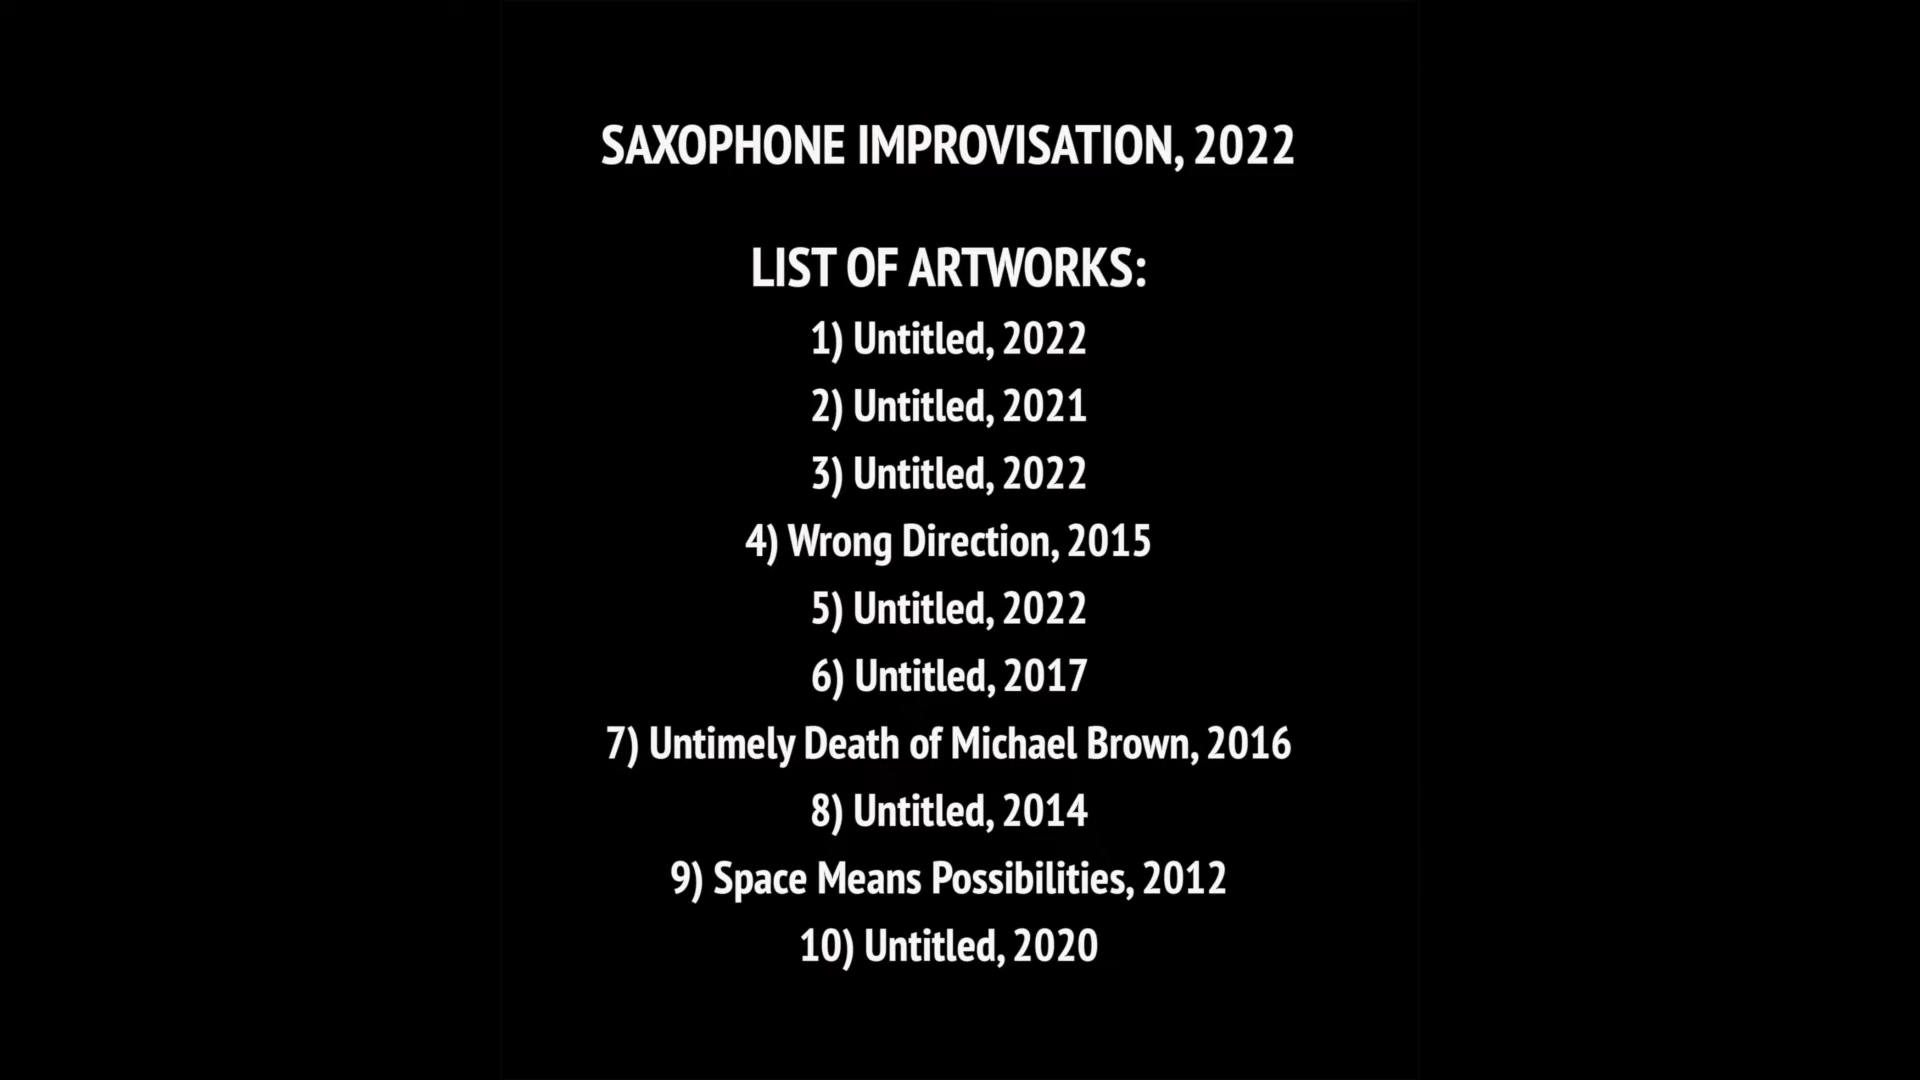 SAXOPHONE IMPROVISATION, 2022
LIST OF ARTWORKS:
1) Untitled, 2022
2) Untitled, 2021
3) Untitled, 2022
4) Wrong Direction, 2015
5) Untitled, 2022
6) Untitled, 2017
7) Untimely Death of Michael Brown, 2016
8) Untitled, 2014
9) Space Means Possibilities, 2012
10) Untitled, 2020